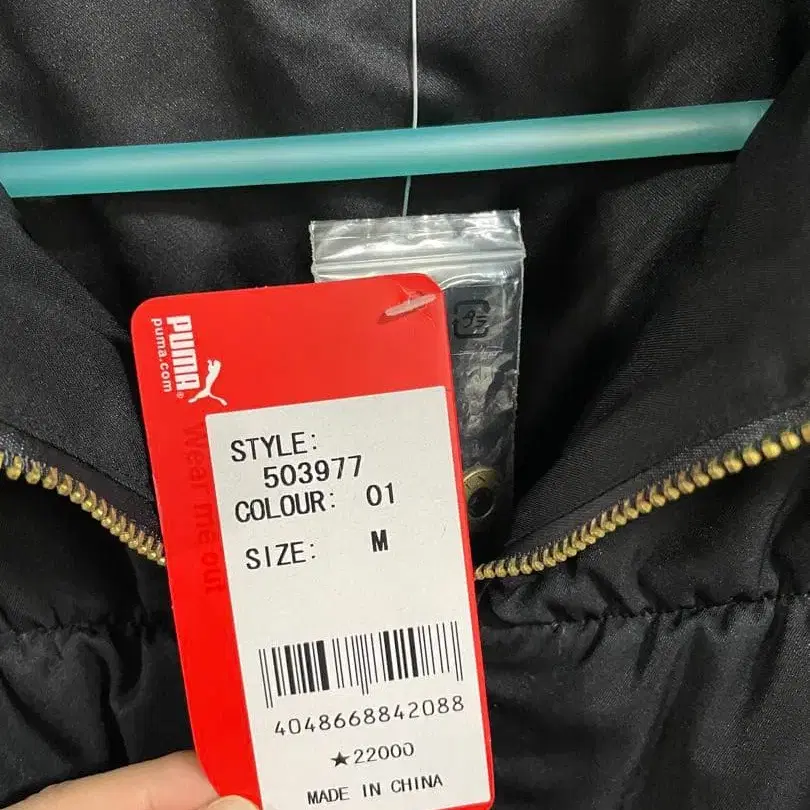 PUMA®
puma.com
Wear me out
STYLE:
503977
COLOUR: 01
SIZE: M
4048668842088
★22000
MADE IN CHINA